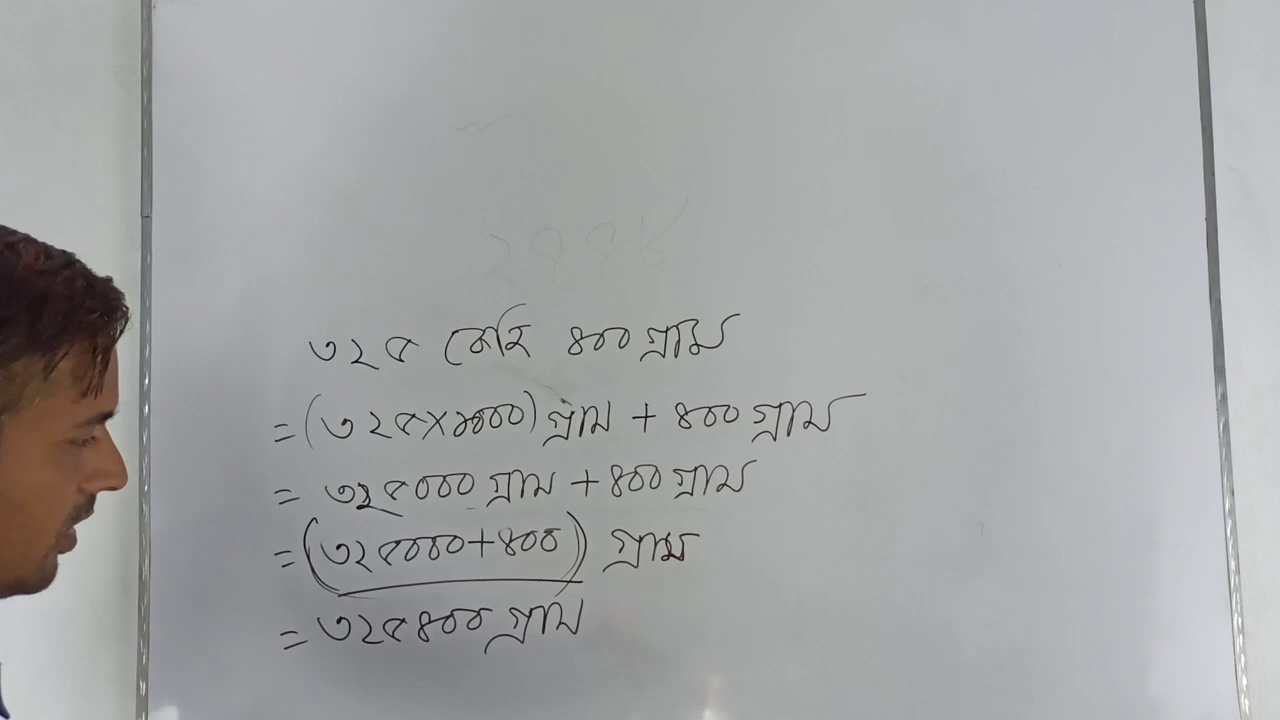 ৩২৫ কেজি ৪০০ গ্রাম
=(৩২৫×১০০০) গ্রাম + ৪০০ গ্রাম
= ৩২৫০০০ গ্রাম + ৪০০ গ্রাম
=(৩২৫০০০+৪০০) গ্রাম
= ৩২৫৪০০ গ্রাম